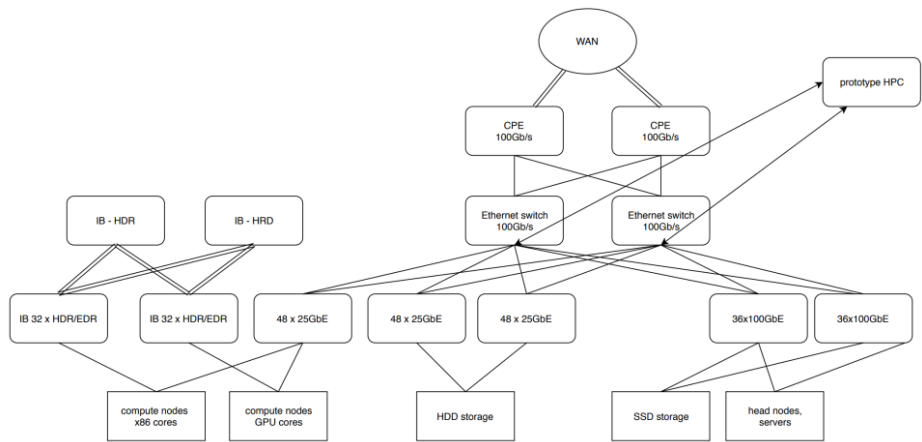 WAN
prototype HPC
CPE
100Gb/s
CPE
100Gb/s
IB - HDR
IB - HRD
Ethernet switch
100Gb/s
Ethernet switch
100Gb/s
IB 32 x HDR/EDR
IB 32 x HDR/EDR
48 x 25GbE
48 x 25GbE
48 x 25GbE
36x100GbE
36x100GbE
compute nodes
x86 cores
compute nodes
GPU cores
HDD storage
SSD storage
head nodes,
servers